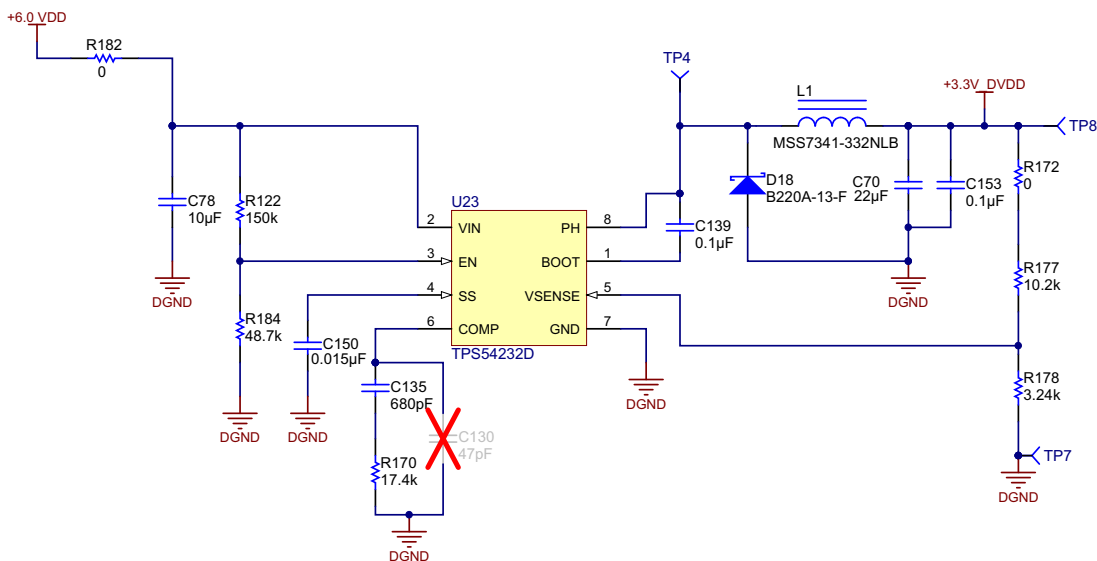 +6.0 VDD
R182
0
TP4
L1
MSS7341-332NLB
+3.3V_DVDD
TP8
C78
10µF
R122
150k
D18
B220A-13-F
C70
22µF
C153
0.1µF
R172
0
U23
2
VIN
PH
8
C139
0.1µF
3
EN
BOOT
1
DGND
DGND
R177
10.2k
4
SS
VSENSE
5
R184
48.7k
C150
0.015µF
6
COMP
GND
7
TPS54232D
C135
680pF
R178
3.24k
DGND
DGND
DGND
C130
47pF
R170
17.4k
TP7
DGND
DGND